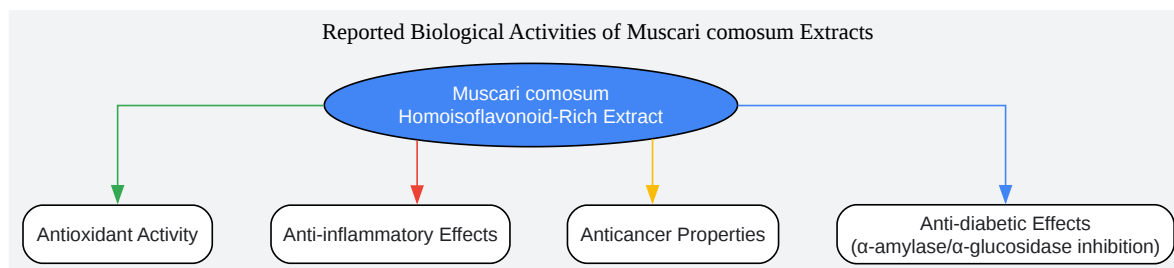 Reported Biological Activities of Muscari comosum Extracts
Muscari comosum
Homoisoflavonoid-Rich Extract
Antioxidant Activity
Anti-inflammatory Effects
Anticancer Properties
Anti-diabetic Effects
(α-amylase/α-glucosidase inhibition)